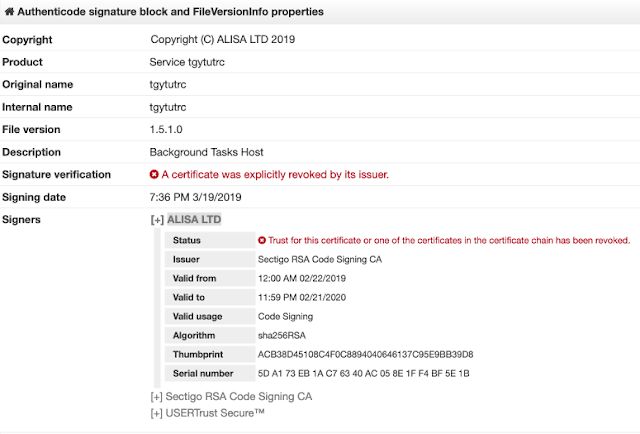 Authenticode signature block and FileVersionInfo properties
Copyright Copyright (C) ALISA LTD 2019
Product Service tgytutrc
Original name tgytutrc
Internal name tgytutrc
File version 1.5.1.0
Description Background Tasks Host
Signature verification A certificate was explicitly revoked by its issuer.
Signing date 7:36 PM 3/19/2019
Signers [+] ALISA LTD
Status Trust for this certificate or one of the certificates in the certificate chain has been revoked.
Issuer Sectigo RSA Code Signing CA
Valid from 12:00 AM 02/22/2019
Valid to 11:59 PM 02/21/2020
Valid usage Code Signing
Algorithm sha256RSA
Thumbprint ACB38D45108C4F0C8894040646137C95E9BB39D8
Serial number 5D A1 73 EB 1A C7 63 40 AC 05 8E 1F F4 BF 5E 1B
[+] Sectigo RSA Code Signing CA
[+] USERTrust Secure™